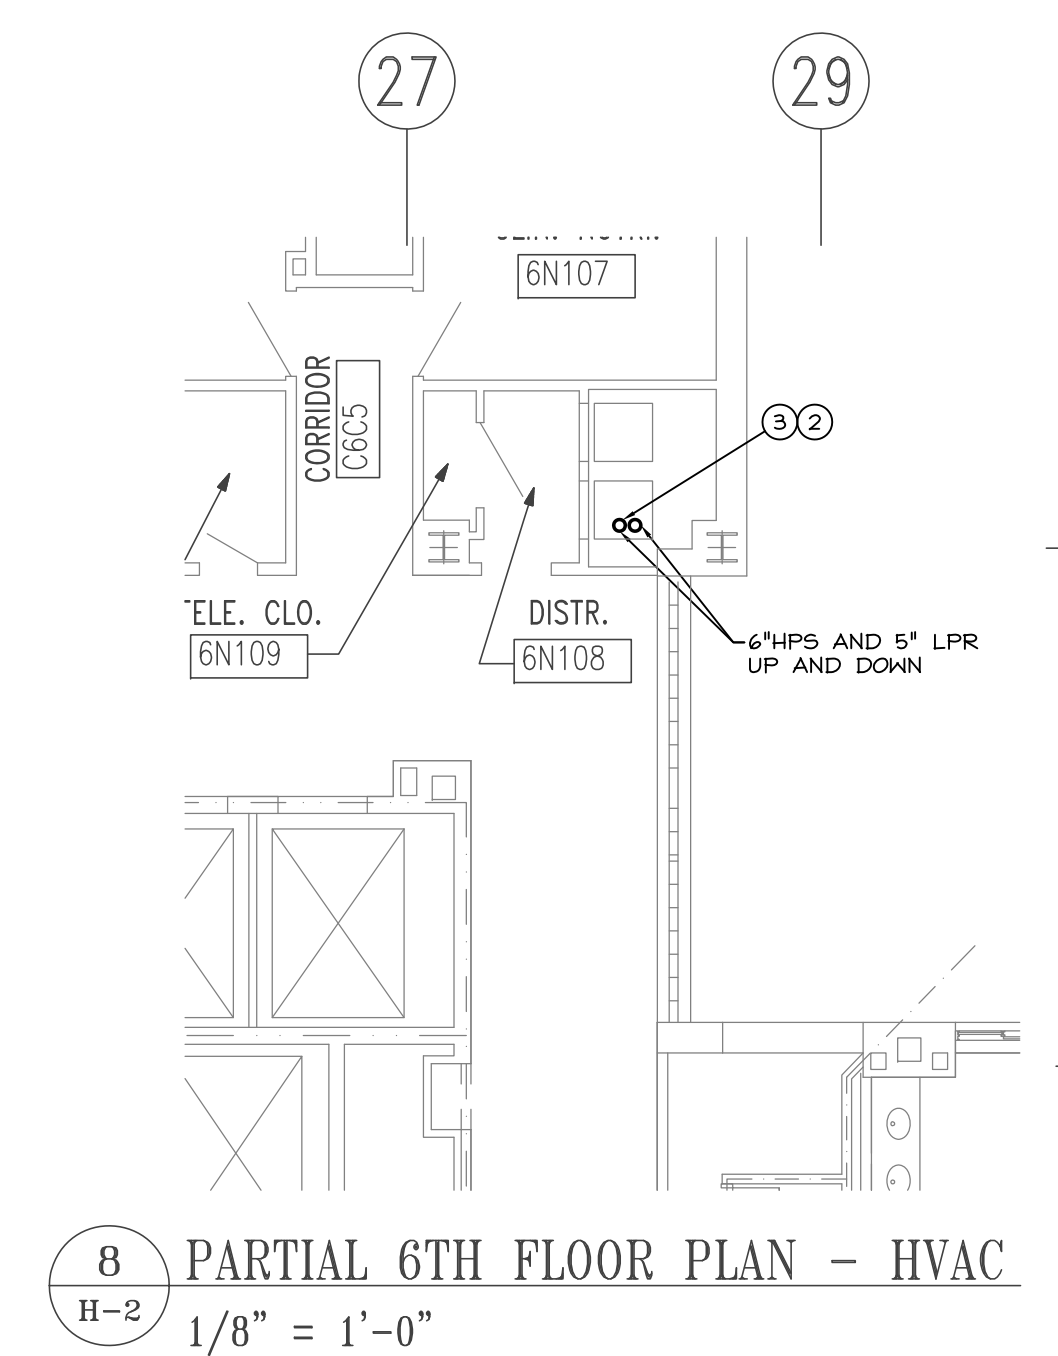 27
29
6N107
CORRIDOR
C6C5
3 2
ELE. CLO.
6N109
DISTR.
6N108
6"HPS AND 5" LPR
UP AND DOWN
8
H-2
PARTIAL 6TH FLOOR PLAN - HVAC
1/8" = 1'-0"